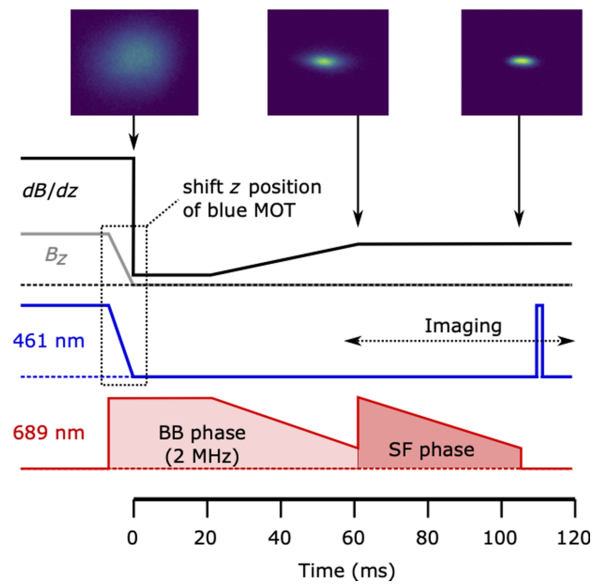 dB/dz
shift z position
of blue MOT
Bz
461 nm
Imaging
689 nm
BB phase
(2 MHz)
SF phase
0 20 40 60 80 100 120
Time (ms)